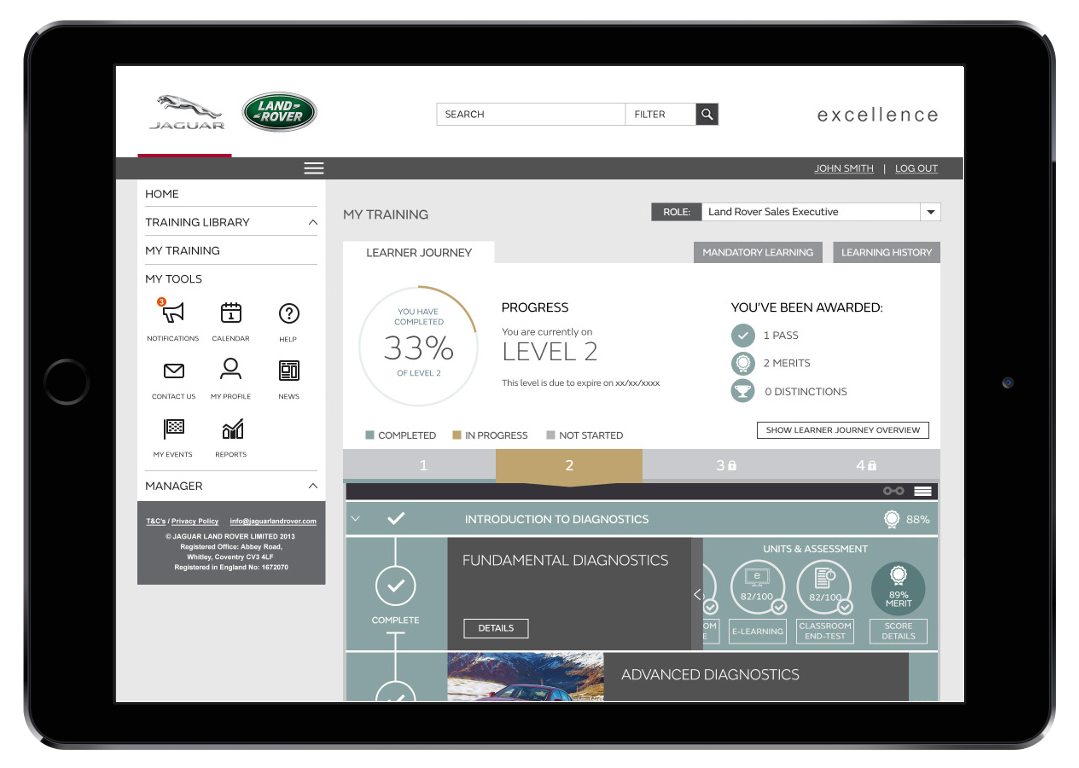 JAGUAR
LAND-
-ROVER
SEARCH
FILTER
excellence
JOHN SMITH | LOG OUT
HOME
TRAINING LIBRARY
MY TRAINING
MY TOOLS
3
NOTIFICATIONS
1
CALENDAR
?
HELP
CONTACT US
MY PROFILE
NEWS
MY EVENTS
REPORTS
MANAGER
T&C's / Privacy Policy info@jaguarlandrover.com
© JAGUAR LAND ROVER LIMITED 2013
Registered Office: Abbey Road,
Whitley, Coventry CV3 4LF
Registered in England No: 1672070
MY TRAINING
ROLE: Land Rover Sales Executive
LEARNER JOURNEY
MANDATORY LEARNING
LEARNING HISTORY
YOU HAVE
COMPLETED
33%
OF LEVEL 2
PROGRESS
You are currently on
LEVEL 2
This level is due to expire on xx/xx/xxxx
YOU'VE BEEN AWARDED:
1 PASS
2 MERITS
0 DISTINCTIONS
COMPLETED
IN PROGRESS
NOT STARTED
SHOW LEARNER JOURNEY OVERVIEW
1
2
3
4
INTRODUCTION TO DIAGNOSTICS
88%
COMPLETE
FUNDAMENTAL DIAGNOSTICS
DETAILS
UNITS & ASSESSMENT
OM
E
e
82/100
E-LEARNING
82/100
CLASSROOM
END-TEST
89%
MERIT
SCORE
DETAILS
ADVANCED DIAGNOSTICS